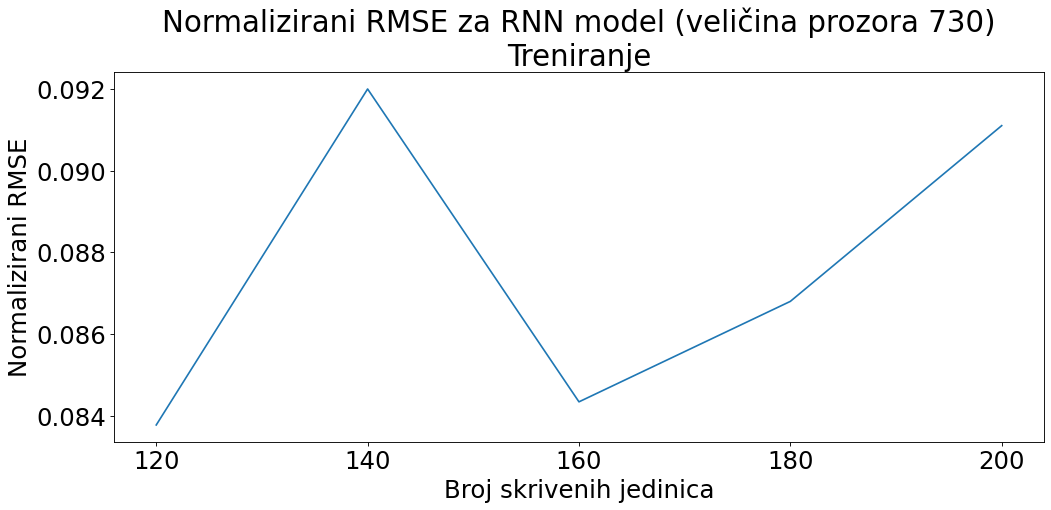 Normalizirani RMSE za RNN model (veličina prozora 730)
Treniranje
Normalizirani RMSE
0.092
0.090
0.088
0.086
0.084
120 140 160 180 200
Broj skrivenih jedinica